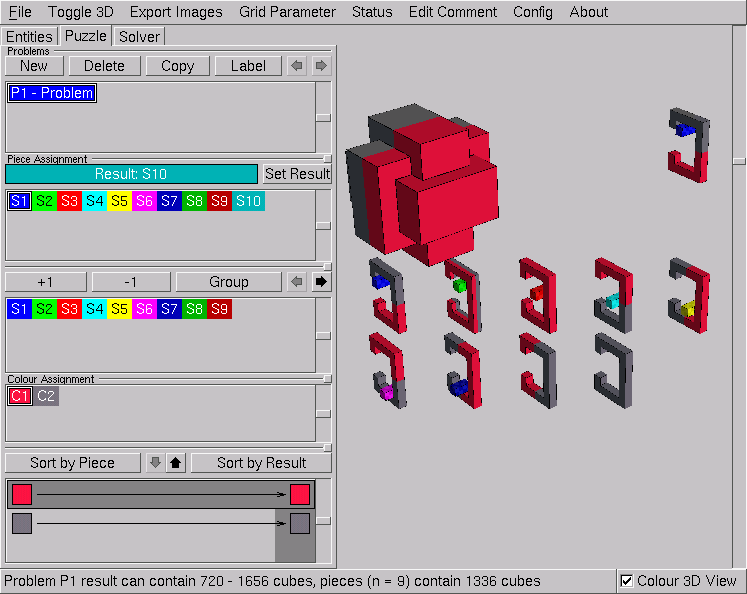 File Toggle 3D Export Images Grid Parameter Status Edit Comment Config About
Entities Puzzle Solver
Problems
New Delete Copy Label
P1 - Problem
Piece Assignment
Result: S10 Set Result
S1 S2 S3 S4 S5 S6 S7 S8 S9 S10
+1 -1 Group
S1 S2 S3 S4 S5 S6 S7 S8 S9
Colour Assignment
C1 C2
Sort by Piece Sort by Result
Problem P1 result can contain 720 - 1656 cubes, pieces (n = 9) contain 1336 cubes Colour 3D View